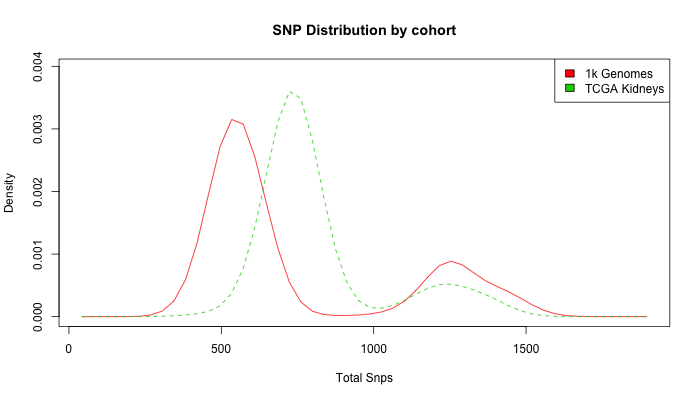 SNP Distribution by cohort
1k Genomes
TCGA Kidneys
Density
0.004
0.003
0.002
0.001
0.000
0
500
1000
1500
Total Snps